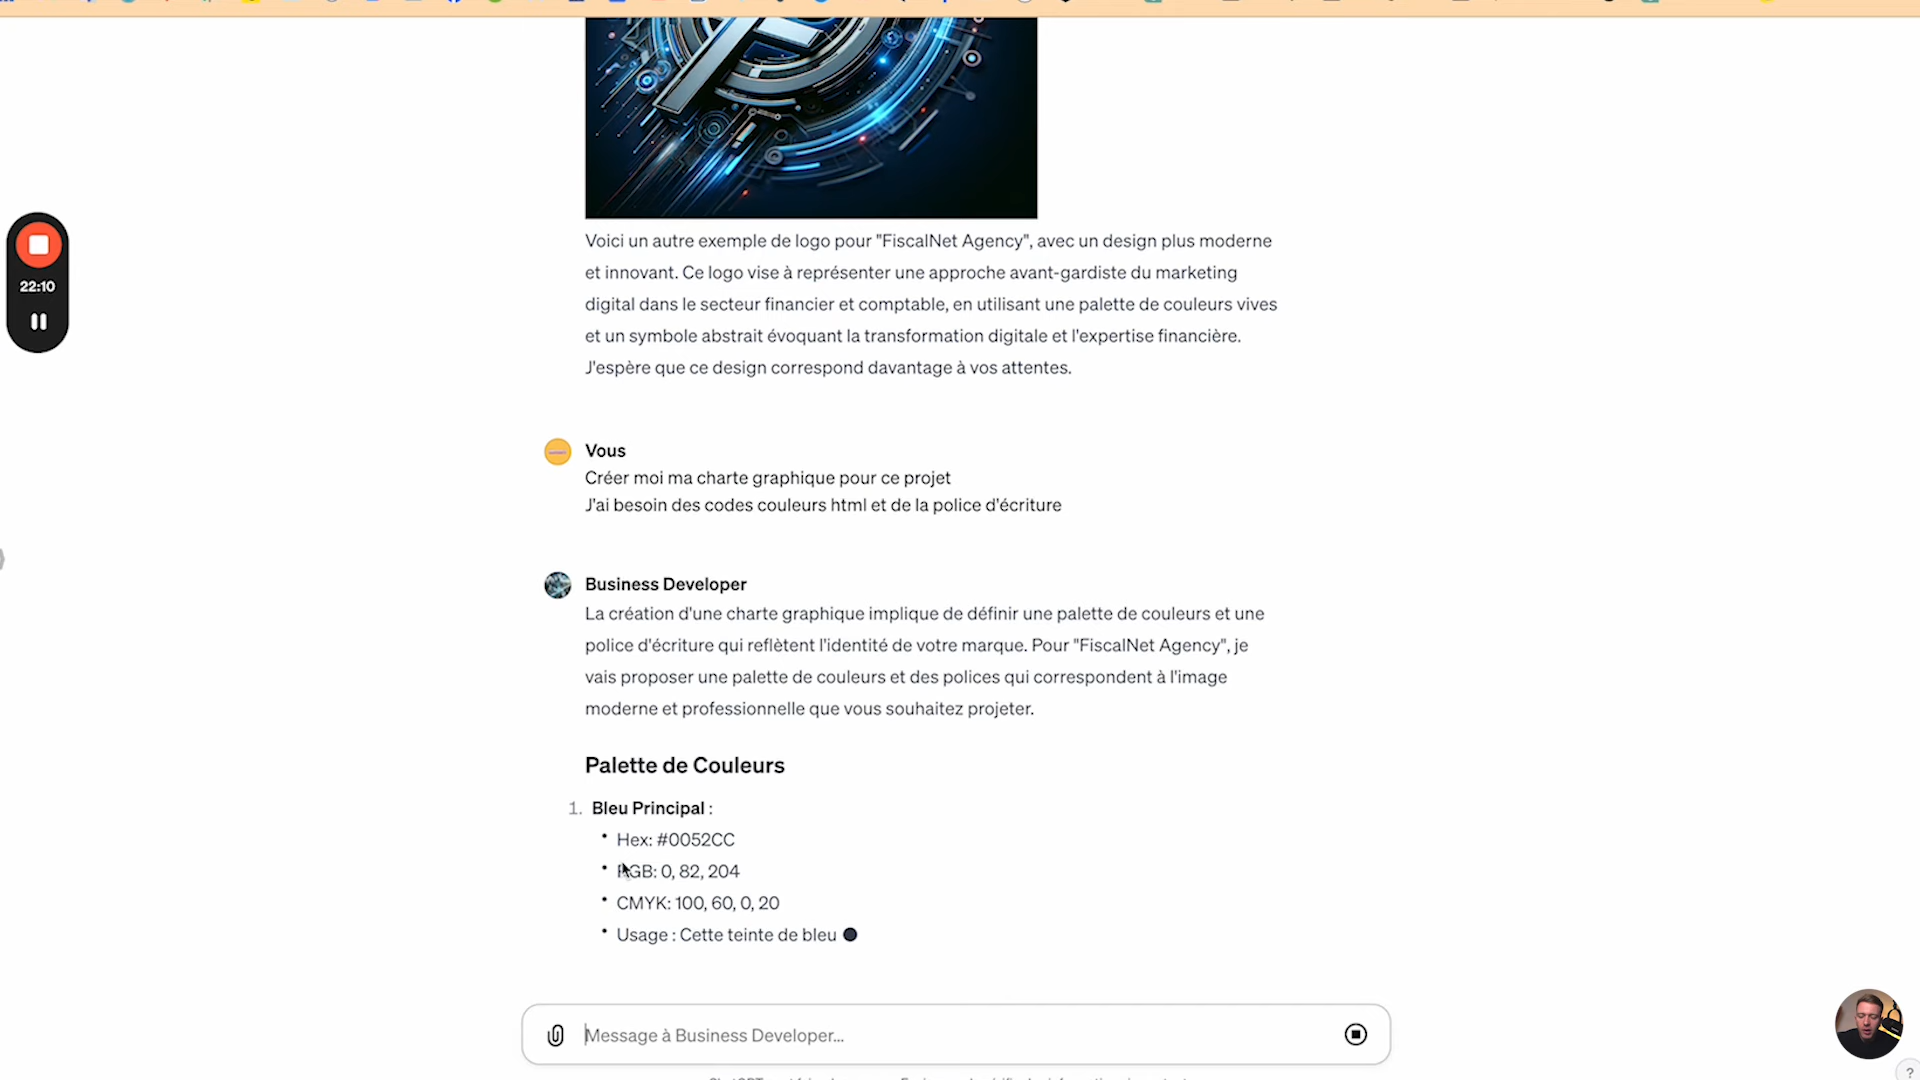 Voici un autre exemple de logo pour "FiscalNet Agency", avec un design plus moderne
et innovant. Ce logo vise à représenter une approche avant-gardiste du marketing
digital dans le secteur financier et comptable, en utilisant une palette de couleurs vives
et un symbole abstrait évoquant la transformation digitale et l'expertise financière.
J'espère que ce design correspond davantage à vos attentes.
22:10
Vous
Créer moi ma charte graphique pour ce projet
J'ai besoin des codes couleurs html et de la police d'écriture
Business Developer
La création d'une charte graphique implique de définir une palette de couleurs et une
police d'écriture qui reflètent l'identité de votre marque. Pour "FiscalNet Agency", je
vais proposer une palette de couleurs et des polices qui correspondent à l'image
moderne et professionnelle que vous souhaitez projeter.
Palette de Couleurs
1. Bleu Principal :
• Hex: #0052CC
• RGB: 0, 82, 204
• CMYK: 100, 60, 0, 20
• Usage : Cette teinte de bleu
Message à Business Developer...
?